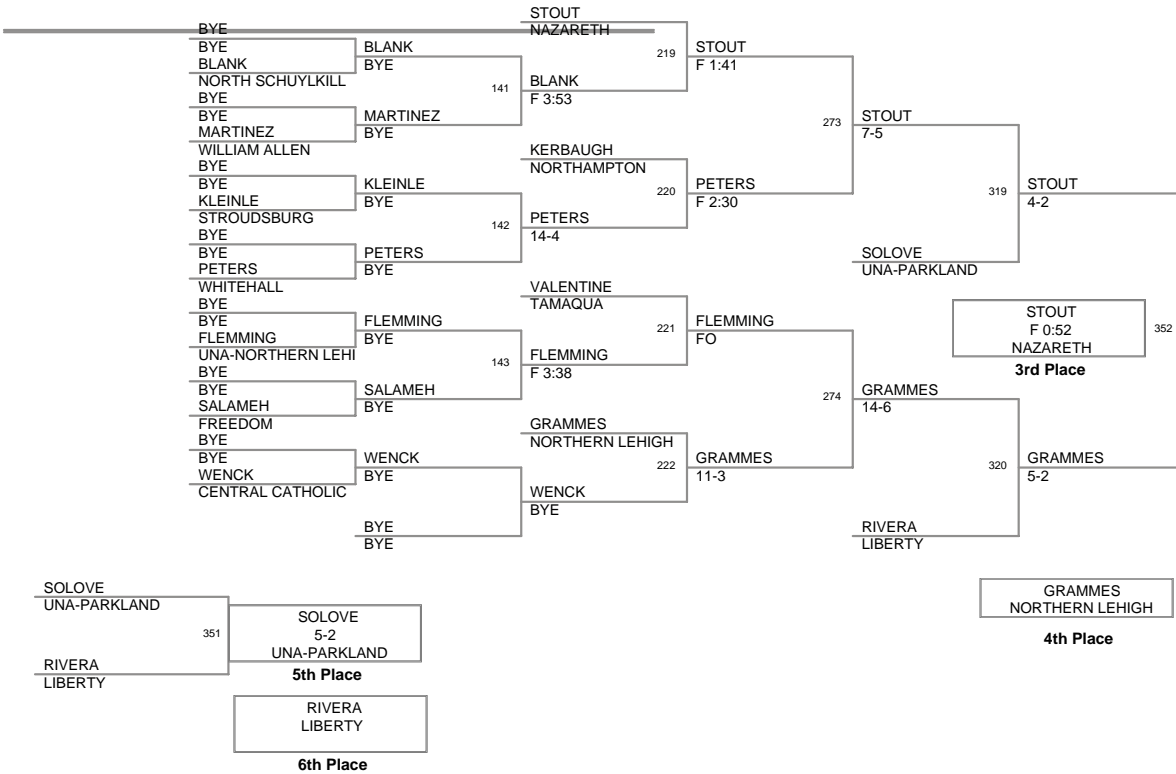 STOUT
NAZARETH
BYE
BYE
BLANK
NORTH SCHUYLKILL
BLANK
BYE
141
BLANK
F 3:53
219
STOUT
F 1:41
BYE
BYE
MARTINEZ
WILLIAM ALLEN
MARTINEZ
BYE
273
STOUT
7-5
KERBAUGH
NORTHAMPTON
BYE
BYE
KLEINLE
STROUDSBURG
KLEINLE
BYE
142
PETERS
14-4
220
PETERS
F 2:30
319
STOUT
4-2
BYE
BYE
PETERS
WHITEHALL
PETERS
BYE
SOLOVE
UNA-PARKLAND
VALENTINE
TAMAQUA
BYE
BYE
FLEMMING
UNA-NORTHERN LEHI
FLEMMING
BYE
143
FLEMMING
F 3:38
221
FLEMMING
FO
STOUT
F 0:52
NAZARETH
352
3rd Place
BYE
BYE
SALAMEH
FREEDOM
SALAMEH
BYE
274
GRAMMES
14-6
GRAMMES
NORTHERN LEHIGH
BYE
BYE
WENCK
CENTRAL CATHOLIC
WENCK
BYE
222
GRAMMES
11-3
WENCK
BYE
320
GRAMMES
5-2
BYE
BYE
RIVERA
LIBERTY
SOLOVE
UNA-PARKLAND
351
SOLOVE
5-2
UNA-PARKLAND
5th Place
RIVERA
LIBERTY
GRAMMES
NORTHERN LEHIGH
4th Place
RIVERA
LIBERTY
6th Place